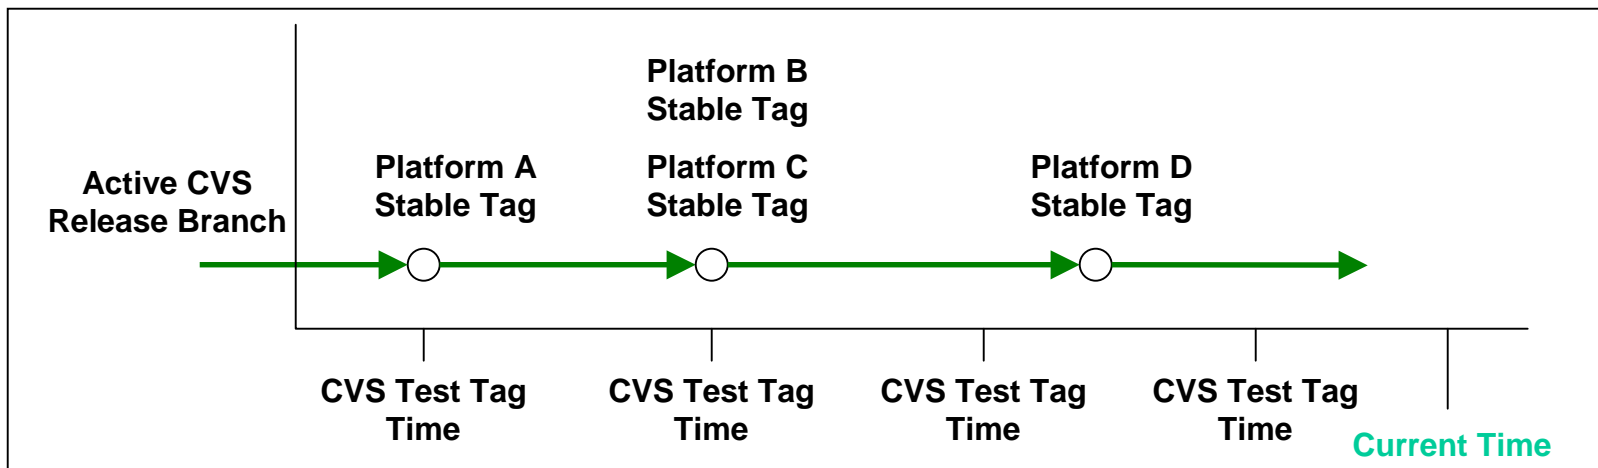 Platform B
Stable Tag
Active CVS
Release Branch
Platform A
Stable Tag
Platform C
Stable Tag
Platform D
Stable Tag
CVS Test Tag
Time
CVS Test Tag
Time
CVS Test Tag
Time
CVS Test Tag
Time
Current Time